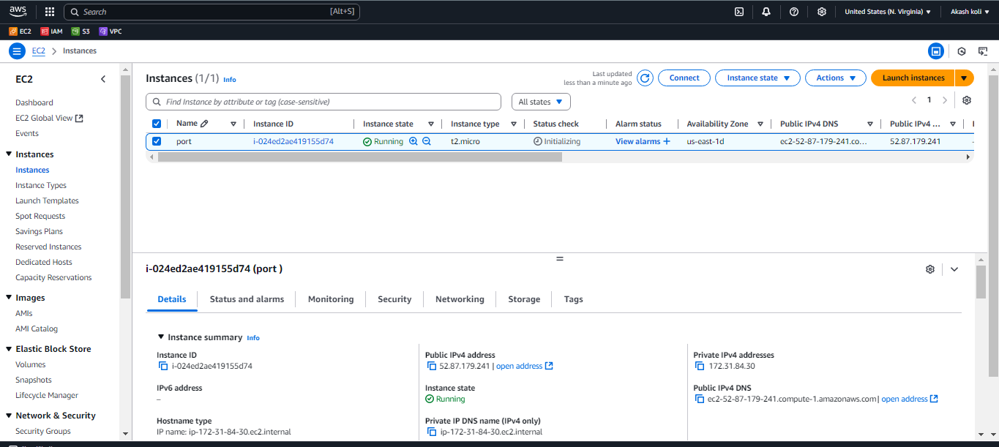 aws
Search [Alt+S]
United States (N. Virginia)
Akash koli
EC2 IAM S3 VPC
EC2 Instances
EC2
Dashboard
EC2 Global View
Events
Instances
Instances
Instance Types
Launch Templates
Spot Requests
Savings Plans
Reserved Instances
Dedicated Hosts
Capacity Reservations
Images
AMIs
AMI Catalog
Elastic Block Store
Volumes
Snapshots
Lifecycle Manager
Network & Security
Security Groups
Instances (1/1) Info
Last updated
less than a minute ago
Connect
Instance state
Actions
Launch instances
Find Instance by attribute or tag (case-sensitive)
All states
1
Name Instance ID Instance state Instance type Status check Alarm status Availability Zone Public IPv4 DNS Public IPv4 ...
port i-024ed2ae419155d74 Running t2.micro Initializing View alarms + us-east-1d ec2-52-87-179-241.co... 52.87.179.241
i-024ed2ae419155d74 (port )
Details Status and alarms Monitoring Security Networking Storage Tags
Instance summary Info
Instance ID
i-024ed2ae419155d74
Public IPv4 address
52.87.179.241 | open address
Private IPv4 addresses
172.31.84.30
IPv6 address
–
Instance state
Running
Public IPv4 DNS
ec2-52-87-179-241.compute-1.amazonaws.com | open address
Hostname type
IP name: ip-172-31-84-30.ec2.internal
Private IP DNS name (IPv4 only)
ip-172-31-84-30.ec2.internal